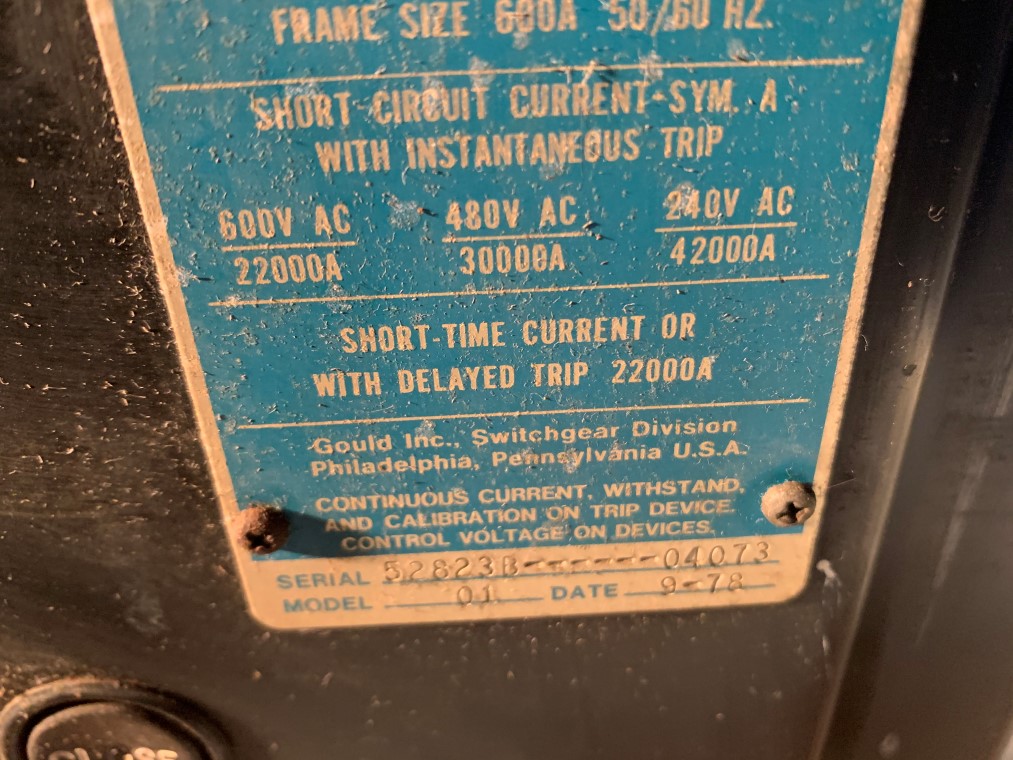 FRAME SIZE 600A 50/60 HZ.
SHORT-CIRCUIT CURRENT-SYM. A
WITH INSTANTANEOUS TRIP
600V AC 480V AC 240V AC
22000A 30000A 42000A
SHORT-TIME CURRENT OR
WITH DELAYED TRIP 22000A
Gould Inc., Switchgear Division
Philadelphia, Pennsylvania U.S.A.
CONTINUOUS CURRENT, WITHSTAND,
AND CALIBRATION ON TRIP DEVICE.
CONTROL VOLTAGE ON DEVICES.
SERIAL 52823B------04073
MODEL 01 DATE 9-78